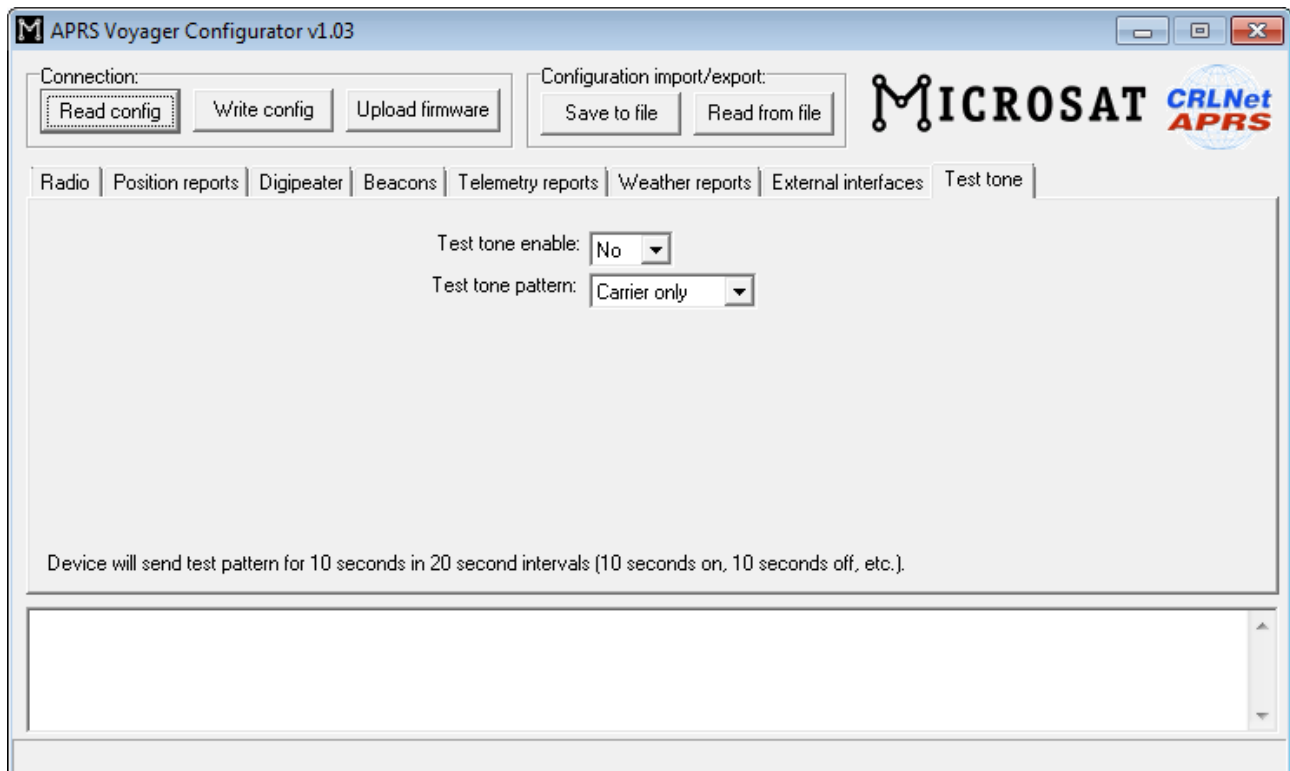 APRS Voyager Configurator v1.03
Connection: Configuration import/export:
Read config Write config Upload firmware Save to file Read from file MICROSAT CRLNet
APRS
Radio Position reports Digipeater Beacons Telemetry reports Weather reports External interfaces Test tone
Test tone enable: No
Test tone pattern: Carrier only
Device will send test pattern for 10 seconds in 20 second intervals (10 seconds on, 10 seconds off, etc.).